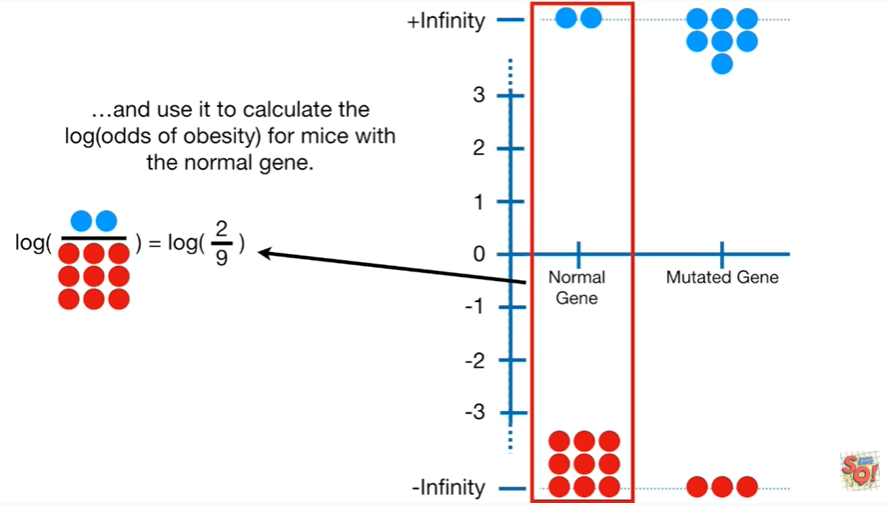 …and use it to calculate the
log(odds of obesity) for mice with
the normal gene.
log( ) = log( 2/9 )
+Infinity
3
2
1
0
-1
-2
-3
-Infinity
Normal
Gene
Mutated Gene
SQ!